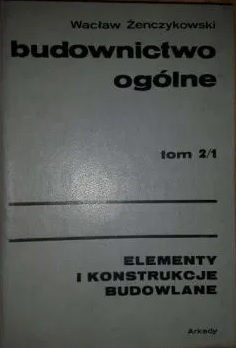 Wacław Żenczykowski
budownictwo
ogólne
tom 2/1
ELEMENTY
I KONSTRUKCJE
BUDOWLANE
Arkady